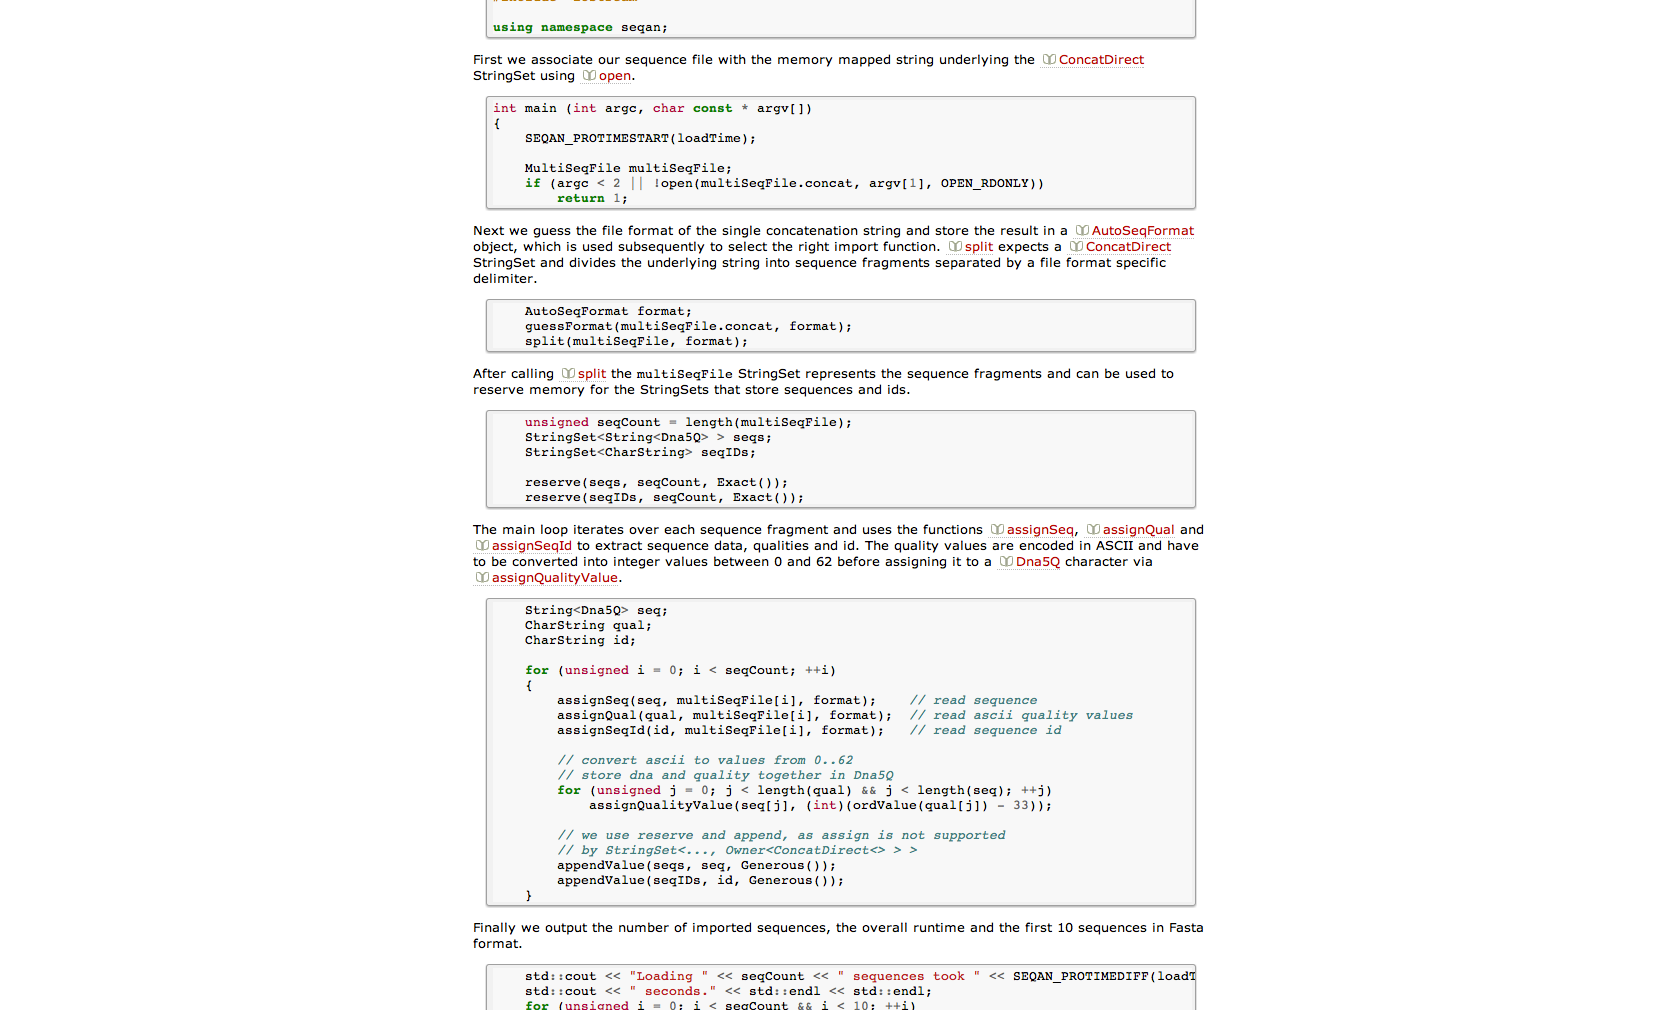 using namespace seqan;
First we associate our sequence file with the memory mapped string underlying the ConcatDirect
StringSet using open.
int main (int argc, char const * argv[])
{
SEQAN_PROTIMESTART(loadTime);
MultiSeqFile multiSeqFile;
if (argc < 2 || !open(multiSeqFile.concat, argv[1], OPEN_RDONLY))
return 1;
Next we guess the file format of the single concatenation string and store the result in a AutoSeqFormat
object, which is used subsequently to select the right import function. split expects a ConcatDirect
StringSet and divides the underlying string into sequence fragments separated by a file format specific
delimiter.
AutoSeqFormat format;
guessFormat(multiSeqFile.concat, format);
split(multiSeqFile, format);
After calling split the multiSeqFile StringSet represents the sequence fragments and can be used to
reserve memory for the StringSets that store sequences and ids.
unsigned seqCount = length(multiSeqFile);
StringSet<String<Dna5Q> > seqs;
StringSet<CharString> seqIDs;
reserve(seqs, seqCount, Exact());
reserve(seqIDs, seqCount, Exact());
The main loop iterates over each sequence fragment and uses the functions assignSeq, assignQual and
assignSeqId to extract sequence data, qualities and id. The quality values are encoded in ASCII and have
to be converted into integer values between 0 and 62 before assigning it to a Dna5Q character via
assignQualityValue.
String<Dna5Q> seq;
CharString qual;
CharString id;
for (unsigned i = 0; i < seqCount; ++i)
{
assignSeq(seq, multiSeqFile[i], format);    // read sequence
assignQual(qual, multiSeqFile[i], format);  // read ascii quality values
assignSeqId(id, multiSeqFile[i], format);   // read sequence id
// convert ascii to values from 0..62
// store dna and quality together in Dna5Q
for (unsigned j = 0; j < length(qual) && j < length(seq); ++j)
assignQualityValue(seq[j], (int)(ordValue(qual[j]) - 33));
// we use reserve and append, as assign is not supported
// by StringSet<..., Owner<ConcatDirect<> > >
appendValue(seqs, seq, Generous());
appendValue(seqIDs, id, Generous());
}
Finally we output the number of imported sequences, the overall runtime and the first 10 sequences in Fasta
format.
std::cout << "Loading " << seqCount << " sequences took " << SEQAN_PROTIMEDIFF(loadT
std::cout << " seconds." << std::endl << std::endl;
for (unsigned i = 0; i < seqCount && i < 10; ++i)